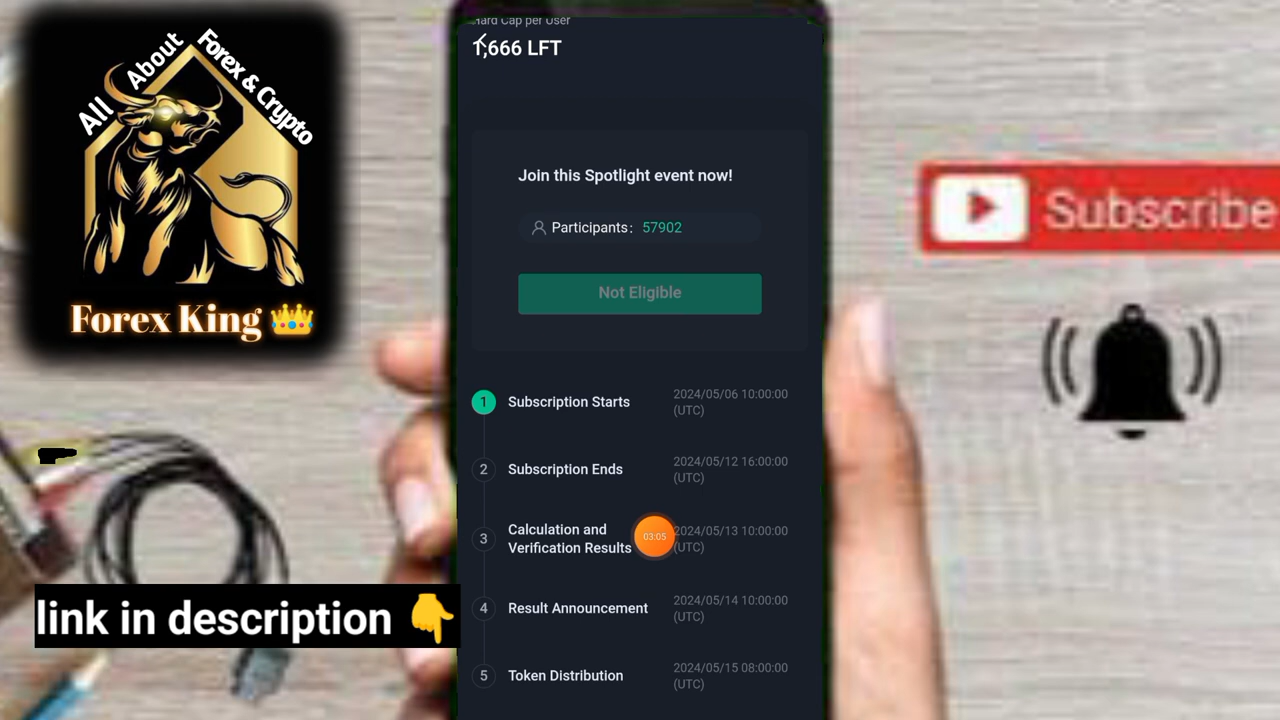 All About Forex & Crypto
Forex King 👑
Hard Cap per User
1,666 LFT
Join this Spotlight event now!
Participants: 57902
Not Eligible
1 Subscription Starts 2024/05/06 10:00:00
(UTC)
2 Subscription Ends 2024/05/12 16:00:00
(UTC)
3 Calculation and
Verification Results 2024/05/13 10:00:00
(UTC)
03:05
4 Result Announcement 2024/05/14 10:00:00
(UTC)
5 Token Distribution 2024/05/15 08:00:00
(UTC)
Subscribe
link in description 👇